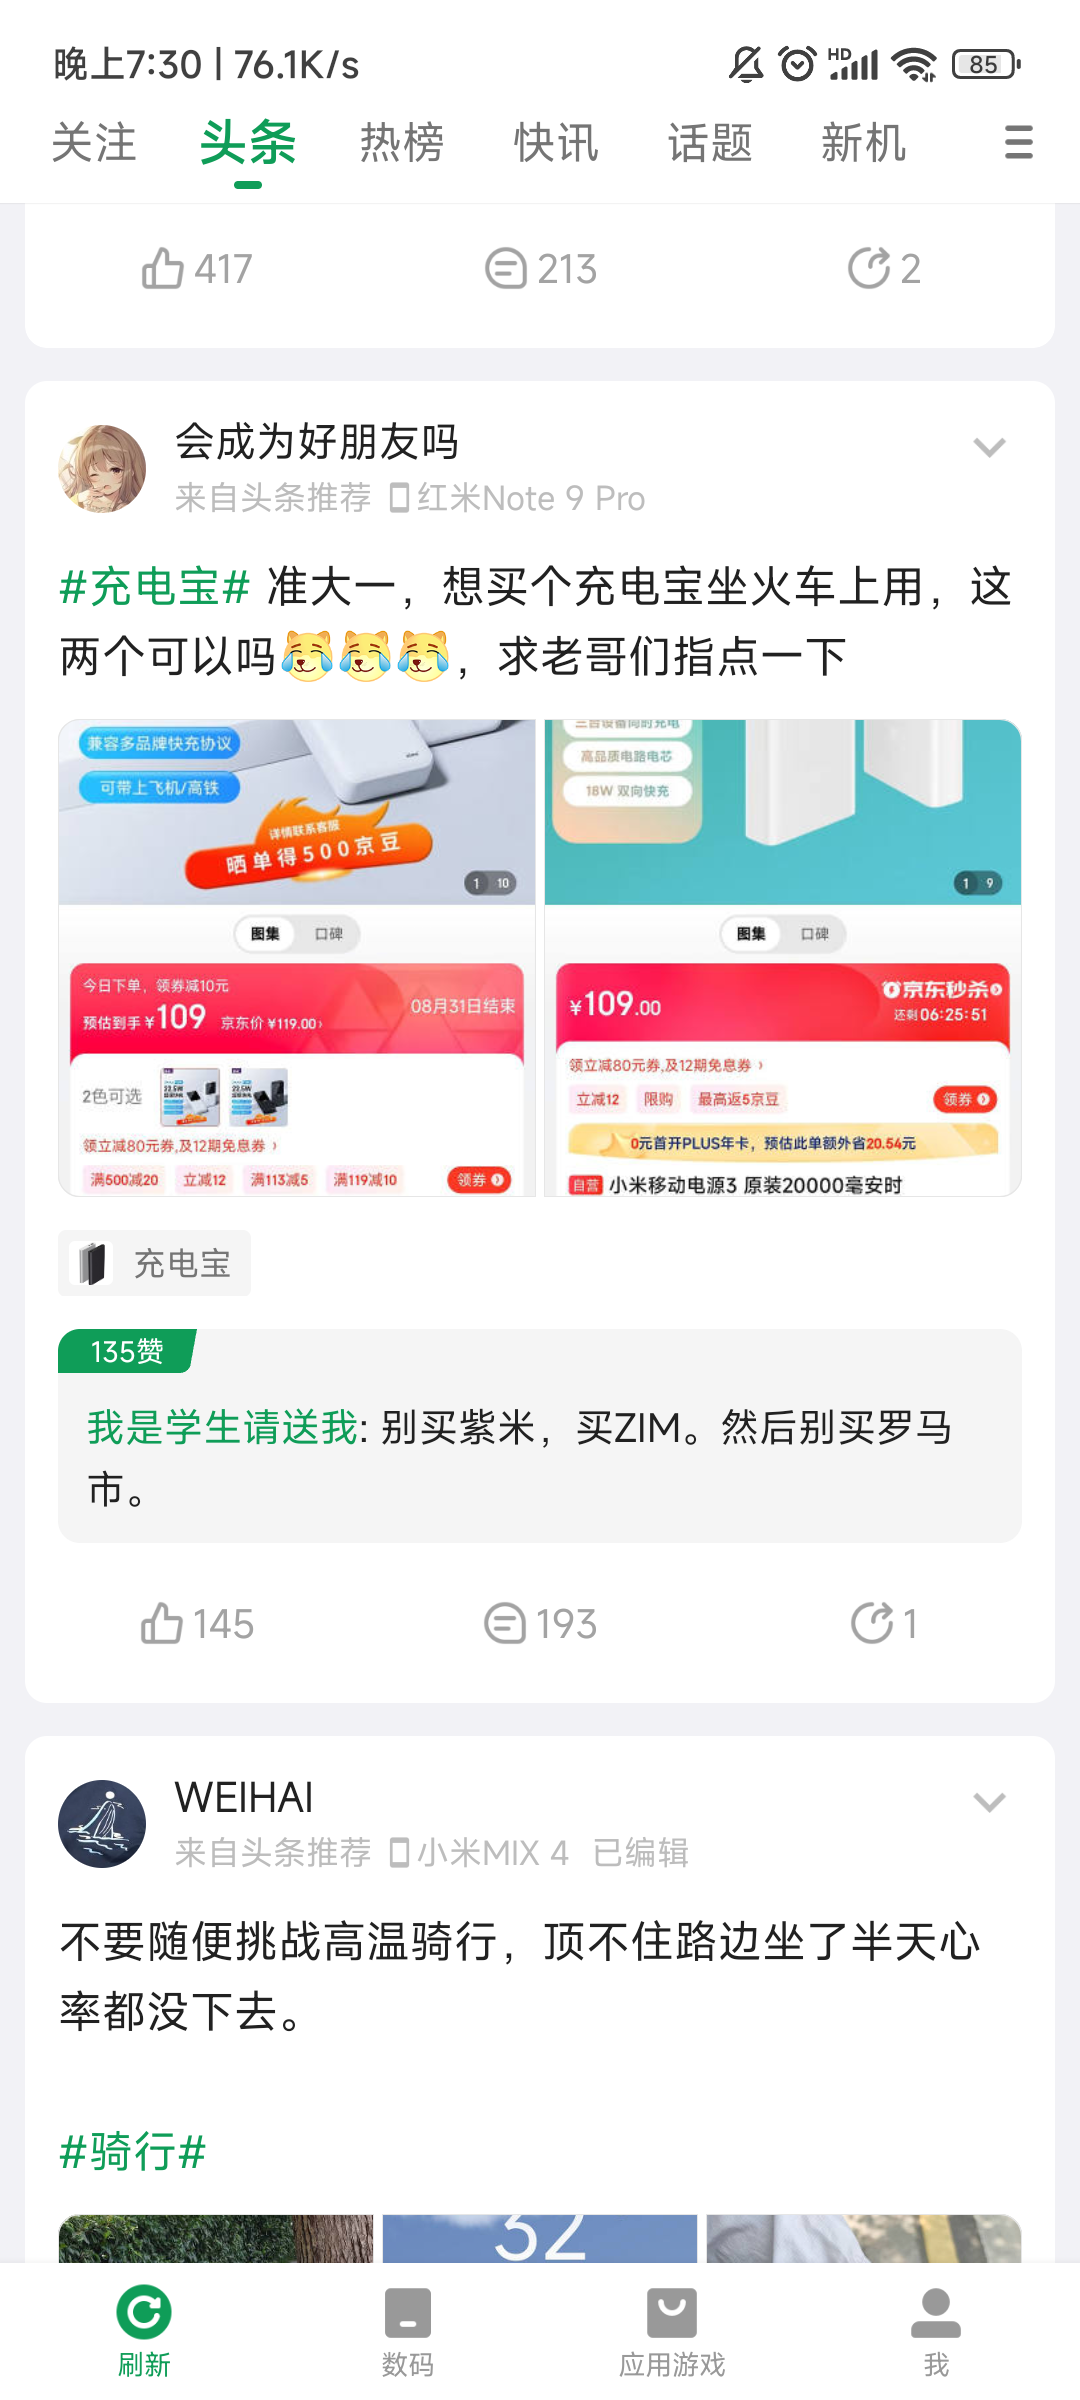 晚上7:30 | 76.1K/s
HD
85
关注 头条 热榜 快讯 话题 新机
417 213 2
会成为好朋友吗
来自头条推荐 红米Note 9 Pro
#充电宝# 准大一，想买个充电宝坐火车上用，这
两个可以吗，求老哥们指点一下
兼容多品牌快充协议
可带上飞机/高铁
详情联系客服
晒单得500京豆
1 10
图集 口碑
今日下单，领券减10元
预估到手¥109 京东价¥119.00›
08月31日结束
2色可选
22.5W
22.5W
领立减80元券,及12期免息券 ›
满500减20 立减12 满113减5 满119减10 领券
三台设备同时充电
高品质电路电芯
18W 双向快充
1 9
图集 口碑
¥109.00
京东秒杀
还剩06:25:51
领立减80元券,及12期免息券 ›
立减12 限购 最高返5京豆 领券
0元首开PLUS年卡，预估此单额外省20.54元
自营 小米移动电源3 原装20000毫安时
充电宝
135赞
我是学生请送我: 别买紫米，买ZIM。然后别买罗马
市。
145 193 1
WEIHAI
来自头条推荐 小米MIX 4 已编辑
不要随便挑战高温骑行，顶不住路边坐了半天心
率都没下去。
#骑行#
32
刷新 数码 应用游戏 我